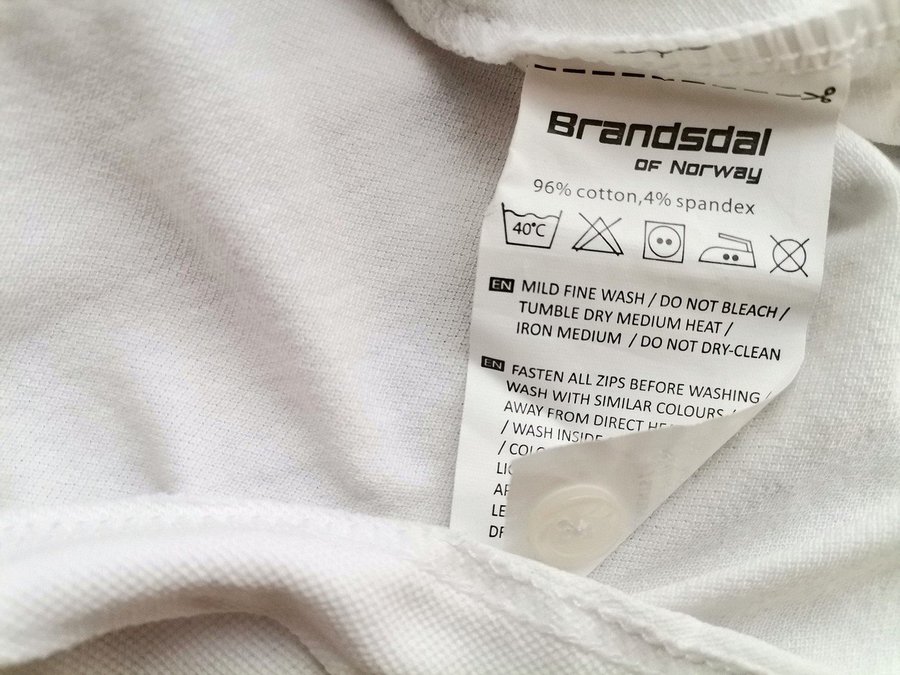 Brandsdal
OF Norway
96% cotton,4% spandex
40°C
EN MILD FINE WASH / DO NOT BLEACH /
TUMBLE DRY MEDIUM HEAT /
IRON MEDIUM / DO NOT DRY-CLEAN
EN FASTEN ALL ZIPS BEFORE WASHING /
WASH WITH SIMILAR COLOURS /
AWAY FROM DIRECT
/ WASH INSIDE
/